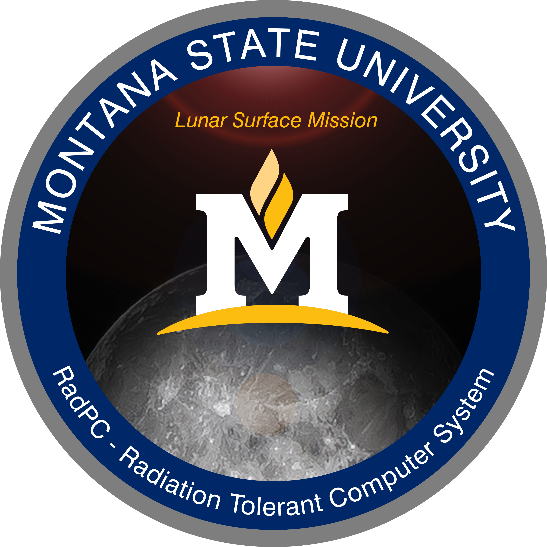 MONTANA STATE UNIVERSITY
Lunar Surface Mission
M
RadPC - Radiation Tolerant Computer System